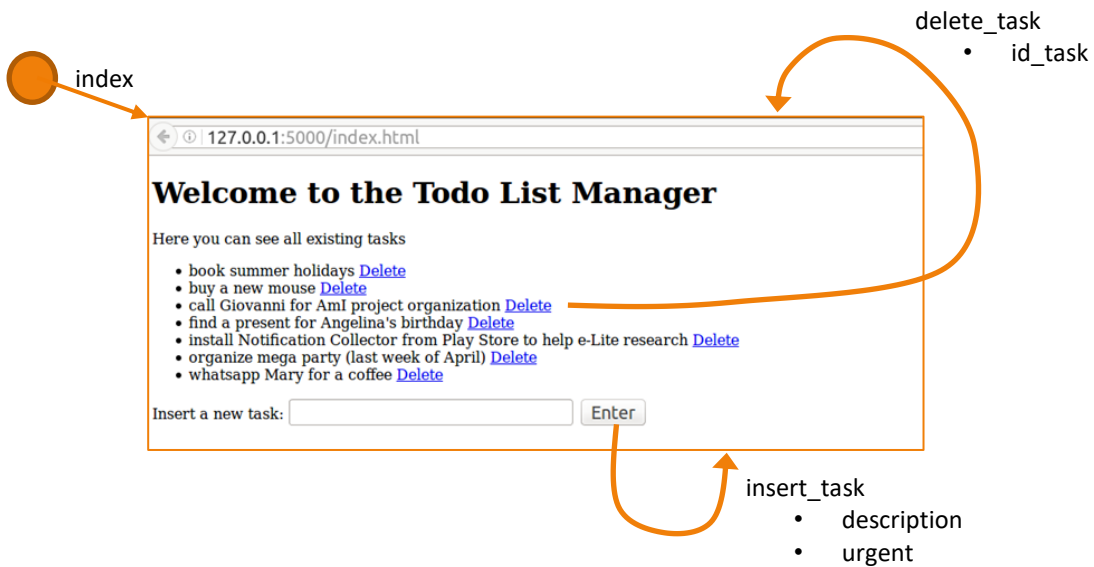 delete_task
• id_task
index
127.0.0.1:5000/index.html
Welcome to the Todo List Manager
Here you can see all existing tasks
• book summer holidays Delete
• buy a new mouse Delete
• call Giovanni for AmI project organization Delete
• find a present for Angelina's birthday Delete
• install Notification Collector from Play Store to help e-Lite research Delete
• organize mega party (last week of April) Delete
• whatsapp Mary for a coffee Delete
Insert a new task: Enter
insert_task
• description
• urgent